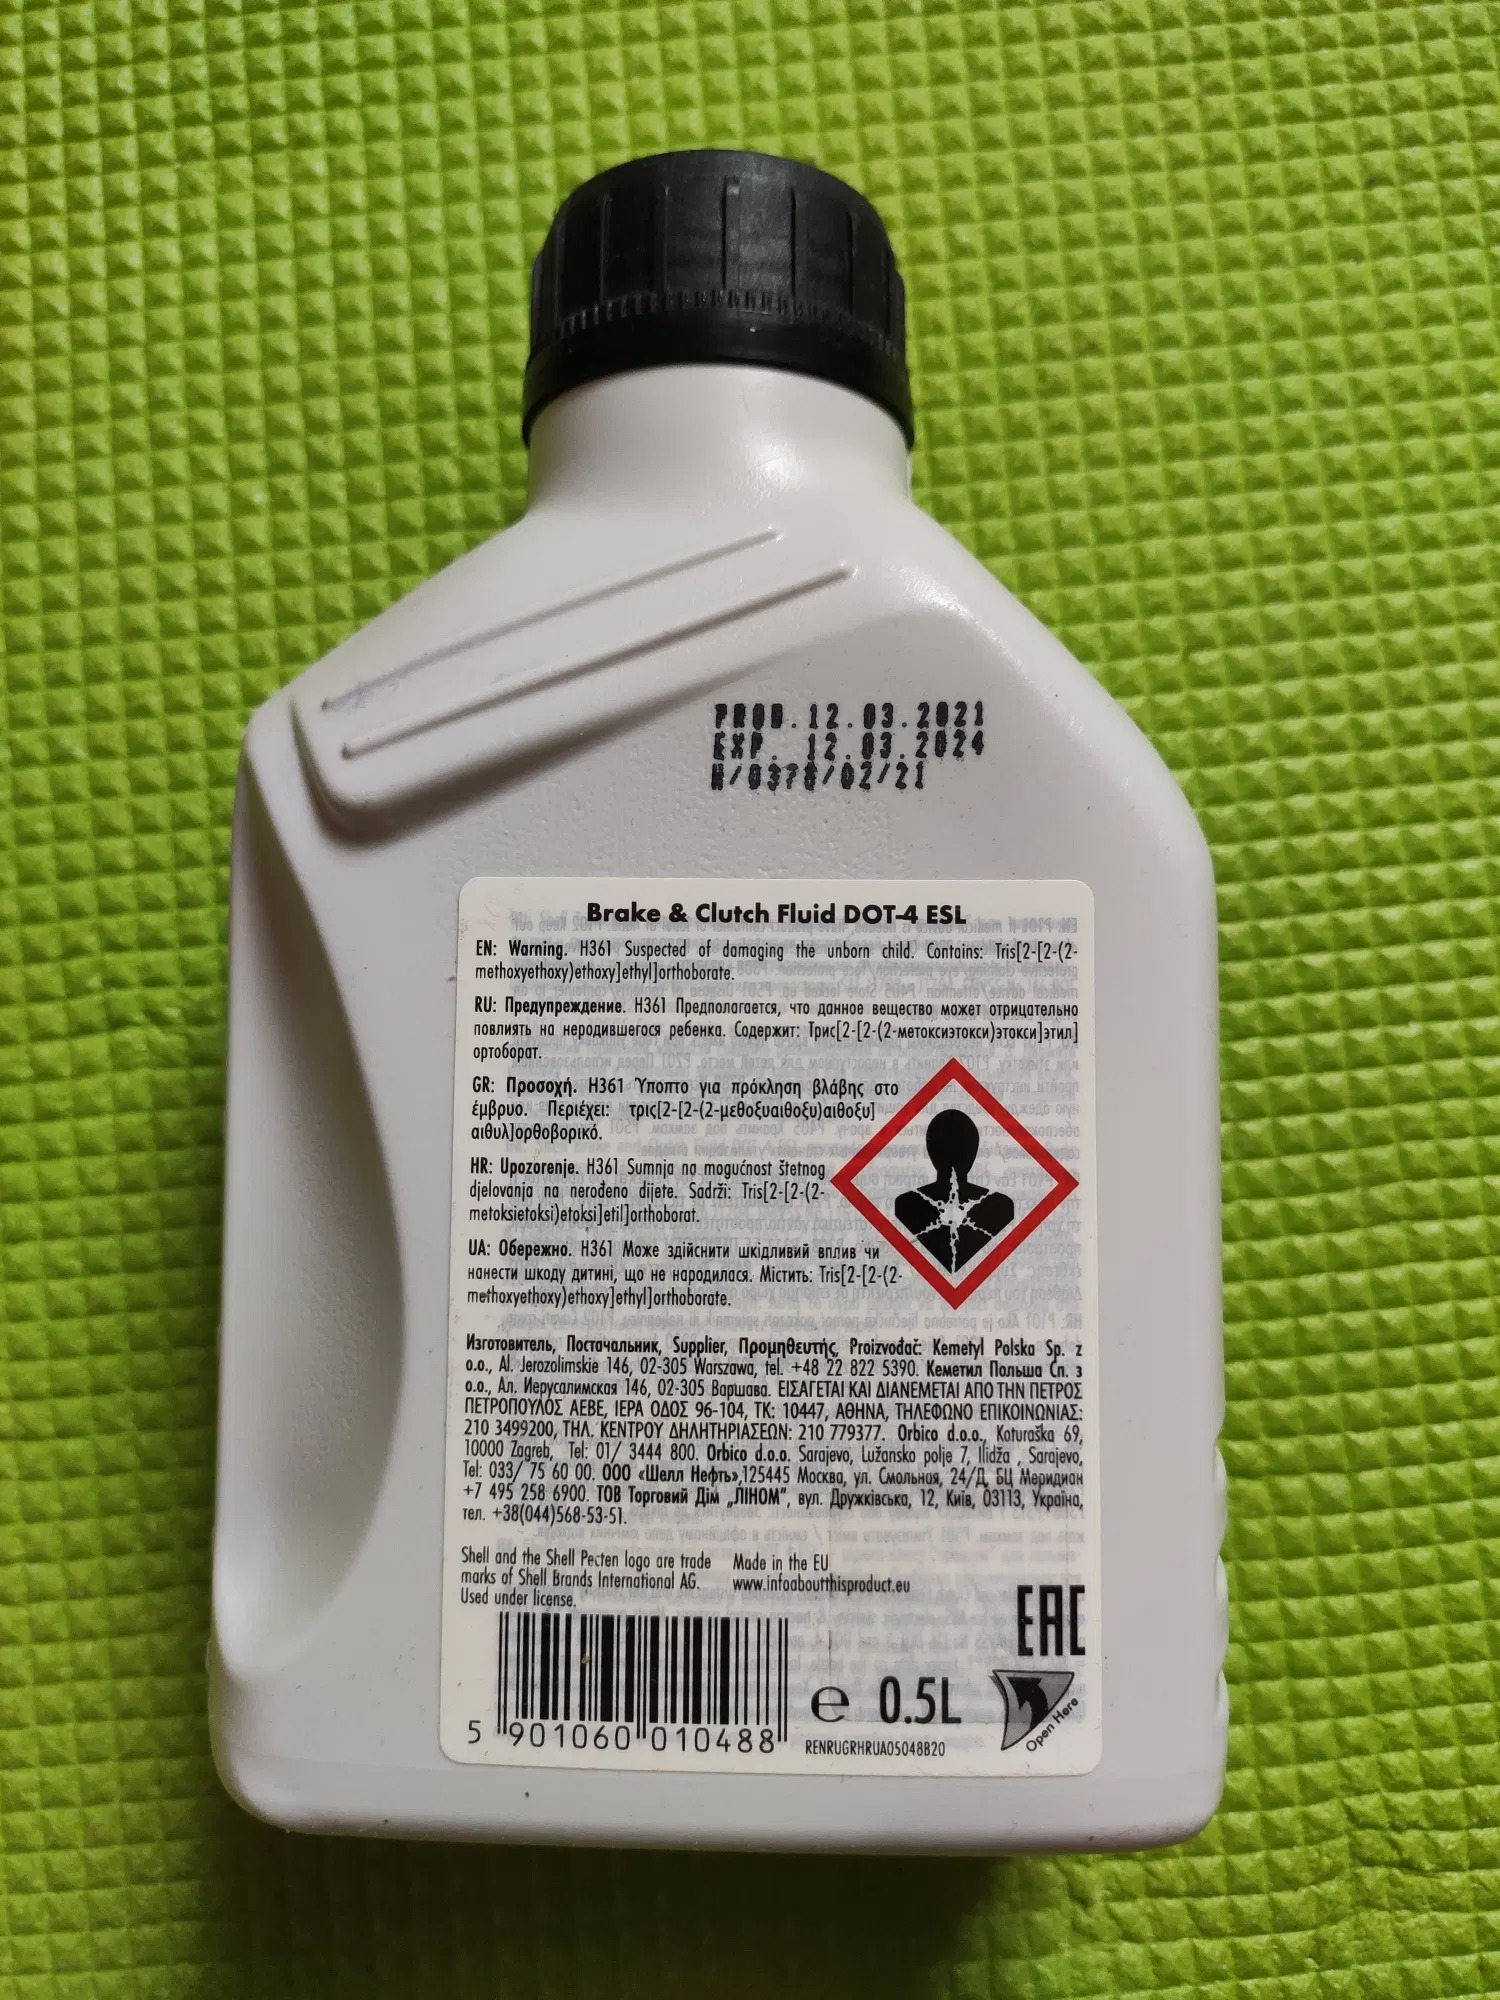 PROD.12.03.2021
EXP. 12.03.2024
H/0378/02/21
Brake & Clutch Fluid DOT-4 ESL
EN: Warning. H361 Suspected of damaging the unborn child. Contains: Tris[2-[2-(2-
methoxyethoxy)ethoxy]ethyl]orthoborate.
RU: Предупреждение. H361 Предполагается, что данное вещество может отрицательно
повлиять на неродившегося ребенка. Содержит: Трис[2-[2-(2-метоксиэтокси)этокси]этил]
ортоборат.
GR: Προσοχή. H361 Ύποπτο για πρόκληση βλάβης στο
έμβρυο. Περιέχει: τρις[2-[2-(2-μεθοξυαιθοξυ)αιθοξυ]
αιθυλ]ορθοβορικό.
HR: Upozorenje. H361 Sumnja na mogućnost štetnog
djelovanja na nerođeno dijete. Sadrži: Tris[2-[2-(2-
metoksietoksi)etoksi]etil]orthoborat.
UA: Обережно. H361 Може здійснити шкідливий вплив чи
нанести шкоду дитині, що не народилася. Містить: Tris[2-[2-(2-
methoxyethoxy)ethoxy]ethyl]orthoborate.
Изготовитель, Постачальник, Supplier, Προμηθευτής, Proizvođač: Kemetyl Polska Sp. z
o.o., Al. Jerozolimskie 146, 02-305 Warszawa, tel. +48 22 822 5390. Кеметил Польша Сп. з
о.о., Ал. Иерусалимская 146, 02-305 Варшава. ΕΙΣΑΓΕΤΑΙ ΚΑΙ ΔΙΑΝΕΜΕΤΑΙ ΑΠΟ ΤΗΝ ΠΕΤΡΟΣ
ΠΕΤΡΟΠΟΥΛΟΣ ΑΕΒΕ, ΙΕΡΑ ΟΔΟΣ 96-104, ΤΚ: 10447, ΑΘΗΝΑ, ΤΗΛΕΦΩΝΟ ΕΠΙΚΟΙΝΩΝΙΑΣ:
210 3499200, ΤΗΛ. ΚΕΝΤΡΟΥ ΔΗΛΗΤΗΡΙΑΣΕΩΝ: 210 779377. Orbico d.o.o., Koturaška 69,
10000 Zagreb, Tel: 01/ 3444 800. Orbico d.o.o. Sarajevo, Lužansko polje 7, Ilidža , Sarajevo,
Tel: 033/ 75 60 00. ООО «Шелл Нефть»,125445 Москва, ул. Смольная, 24/Д, БЦ Меридиан
+7 495 258 6900. ТОВ Торговий Дім „ЛІНОМ”, вул. Дружківська, 12, Київ, 03113, Україна,
тел. +38(044)568-53-51.
Shell and the Shell Pecten logo are trade
marks of Shell Brands International AG.
Used under license.
Made in the EU
www.infoaboutthisproduct.eu
EAC
5 901060 010488
e 0.5L
RENRUGRHRUA05048B20
Open Here